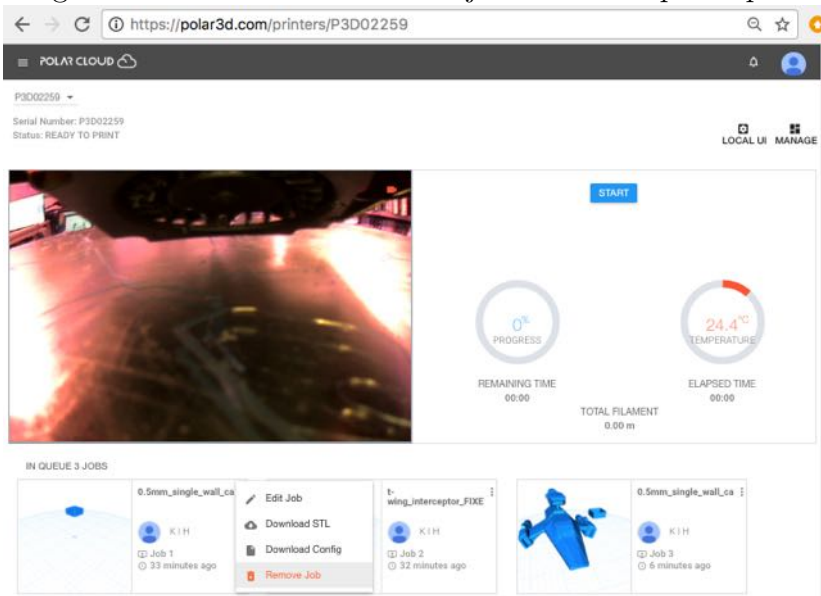 https://polar3d.com/printers/P3D02259
POLAR CLOUD
P3D02259
Serial Number: P3D02259
Status: READY TO PRINT
LOCAL UI MANAGE
START
0%
PROGRESS
24.4°C
TEMPERATURE
REMAINING TIME
00:00
ELAPSED TIME
00:00
TOTAL FILAMENT
0.00 m
IN QUEUE 3 JOBS
0.5mm_single_wall_ca
K I H
Job 1
33 minutes ago
Edit Job
Download STL
Download Config
Remove Job
t-
wing_interceptor_FIXE
K I H
Job 2
32 minutes ago
0.5mm_single_wall_ca
K I H
Job 3
6 minutes ago